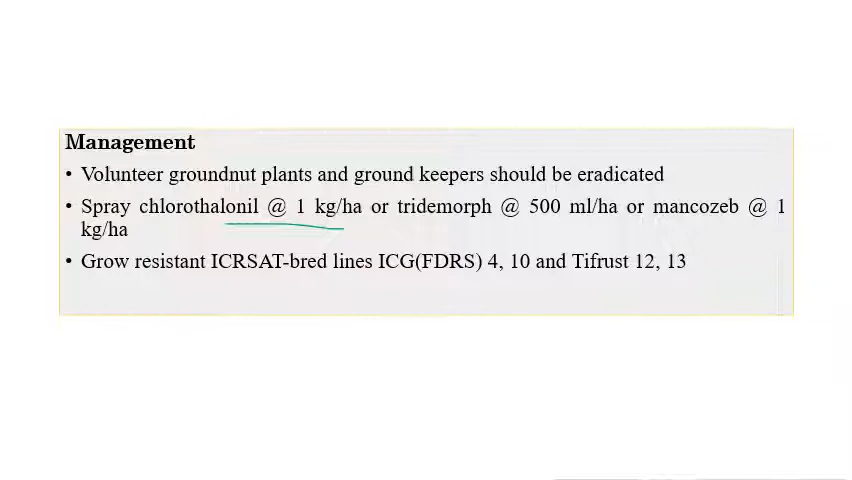 Management
• Volunteer groundnut plants and ground keepers should be eradicated
• Spray chlorothalonil @ 1 kg/ha or tridemorph @ 500 ml/ha or mancozeb @ 1
kg/ha
• Grow resistant ICRSAT-bred lines ICG(FDRS) 4, 10 and Tifrust 12, 13